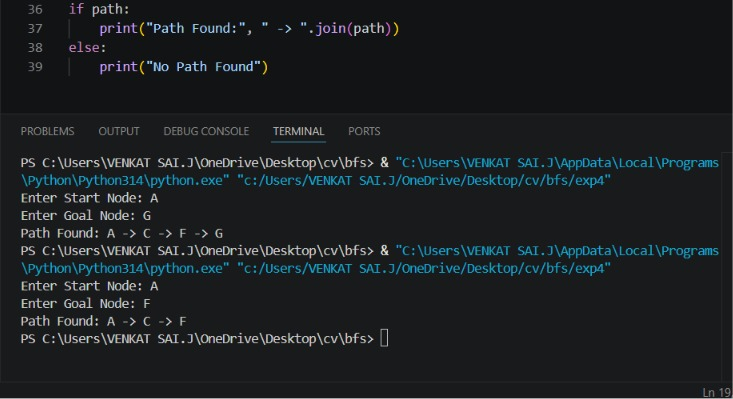 36 if path:
37 print("Path Found:", " -> ".join(path))
38 else:
39 print("No Path Found")
PROBLEMS OUTPUT DEBUG CONSOLE TERMINAL PORTS
PS C:\Users\VENKAT SAI.J\OneDrive\Desktop\cv\bfs> & "C:\Users\VENKAT SAI.J\AppData\Local\Programs
\Python\Python314\python.exe" "c:/Users/VENKAT SAI.J/OneDrive/Desktop/cv/bfs/exp4"
Enter Start Node: A
Enter Goal Node: G
Path Found: A -> C -> F -> G
PS C:\Users\VENKAT SAI.J\OneDrive\Desktop\cv\bfs> & "C:\Users\VENKAT SAI.J\AppData\Local\Programs
\Python\Python314\python.exe" "c:/Users/VENKAT SAI.J/OneDrive/Desktop/cv/bfs/exp4"
Enter Start Node: A
Enter Goal Node: F
Path Found: A -> C -> F
PS C:\Users\VENKAT SAI.J\OneDrive\Desktop\cv\bfs>
Ln 19